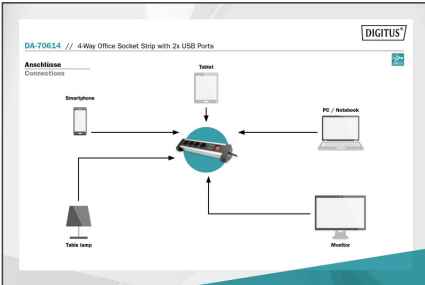 DIGITUS®
DA-70614 // 4-Way Office Socket Strip with 2x USB Ports
Anschlüsse
Connections
Tablet
Smartphone
PC / Notebook
Table lamp
Monitor